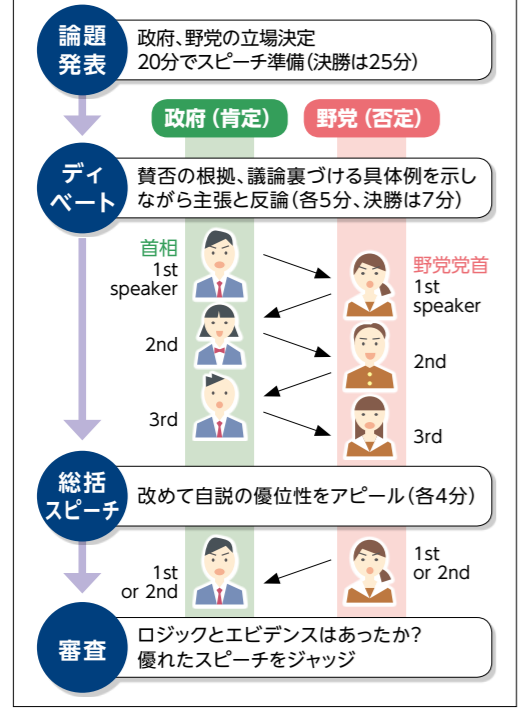 論題
発表
政府、野党の立場決定
20分でスピーチ準備(決勝は25分)
政府(肯定)
野党(否定)
ディ
ベート
賛否の根拠、議論裏づける具体例を示し
ながら主張と反論(各5分、決勝は7分)
首相
1st
speaker
野党党首
1st
speaker
2nd
2nd
3rd
3rd
総括
スピーチ
改めて自説の優位性をアピール(各4分)
1st
or 2nd
1st
or 2nd
審査
ロジックとエビデンスはあったか?
優れたスピーチをジャッジ